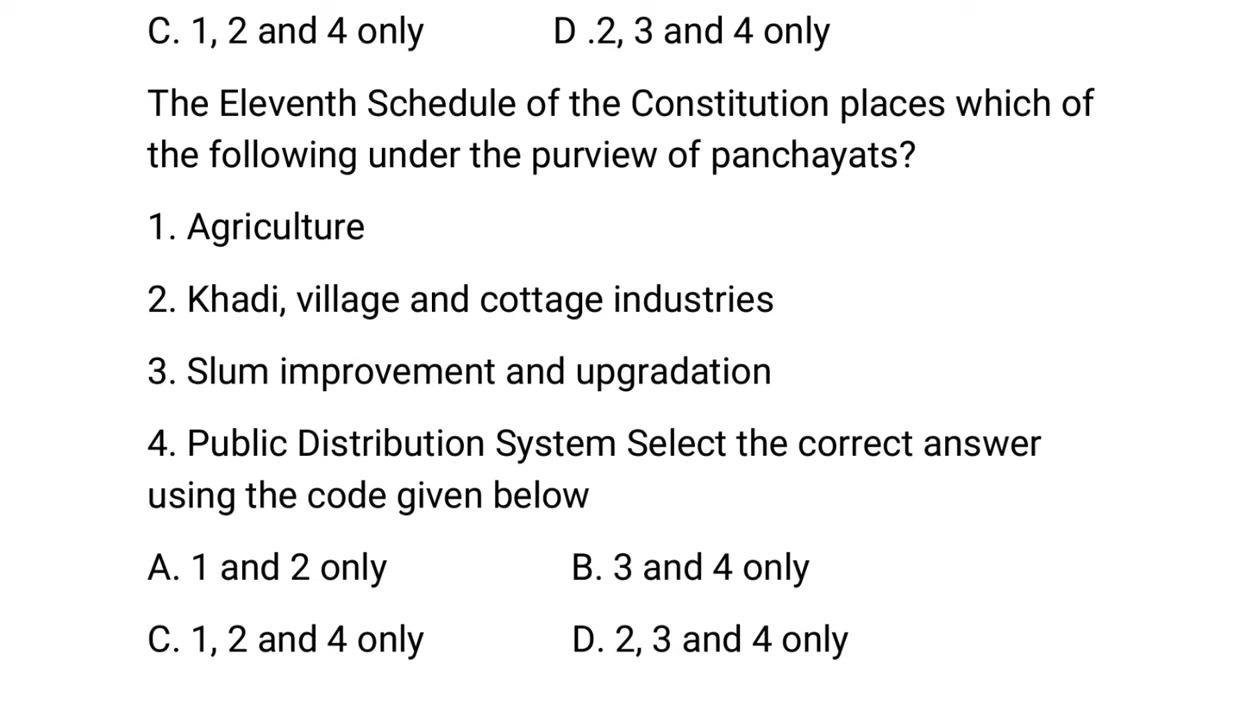 C. 1, 2 and 4 only D .2, 3 and 4 only
The Eleventh Schedule of the Constitution places which of
the following under the purview of panchayats?
1. Agriculture
2. Khadi, village and cottage industries
3. Slum improvement and upgradation
4. Public Distribution System Select the correct answer
using the code given below
A. 1 and 2 only B. 3 and 4 only
C. 1, 2 and 4 only D. 2, 3 and 4 only